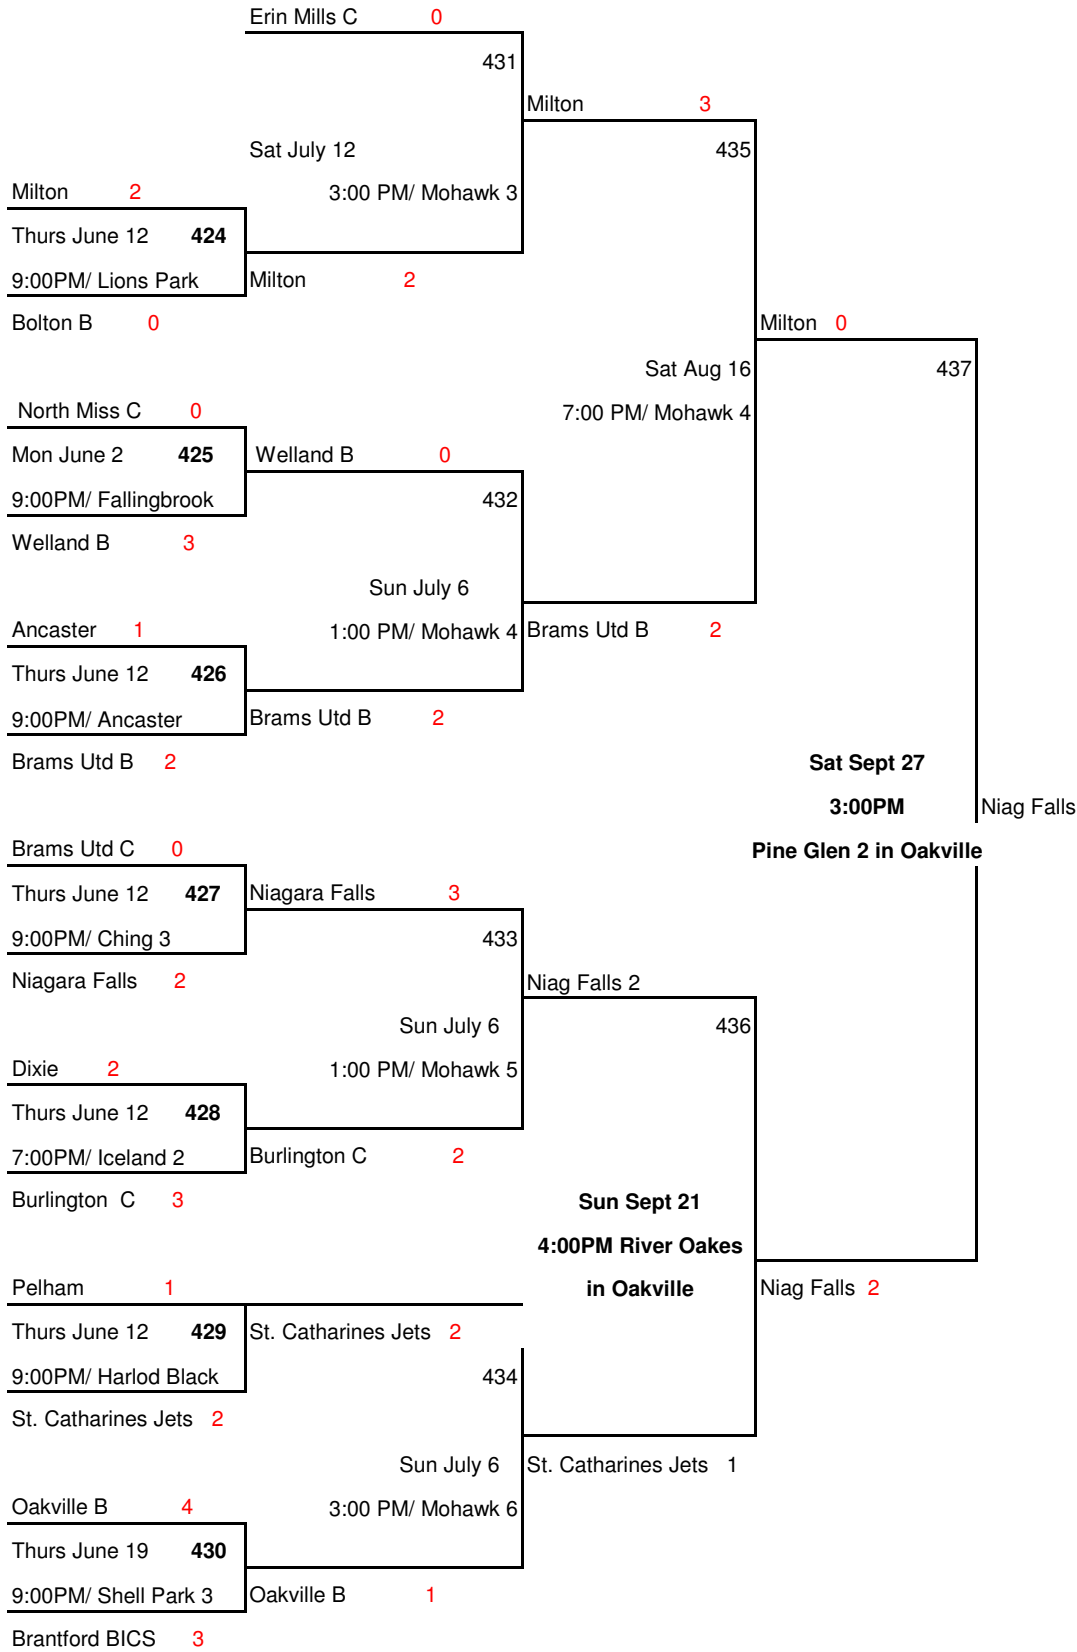 Erin Mills C 0
431
Milton 3
Sat July 12 435
Milton 2 3:00 PM/ Mohawk 3
Thurs June 12 424
9:00PM/ Lions Park Milton 2
Bolton B 0 Milton 0
Sat Aug 16 437
North Miss C 0 7:00 PM/ Mohawk 4
Mon June 2 425 Welland B 0
9:00PM/ Fallingbrook 432
Welland B 3
Sun July 6
Ancaster 1 1:00 PM/ Mohawk 4 Brams Utd B 2
Thurs June 12 426
9:00PM/ Ancaster Brams Utd B 2
Brams Utd B 2 Sat Sept 27
3:00PM Niag Falls
Brams Utd C 0 Pine Glen 2 in Oakville
Thurs June 12 427 Niagara Falls 3
9:00PM/ Ching 3 433
Niagara Falls 2 Niag Falls 2
Sun July 6 436
Dixie 2 1:00 PM/ Mohawk 5
Thurs June 12 428
7:00PM/ Iceland 2 Burlington C 2
Burlington C 3 Sun Sept 21
4:00PM River Oakes
Pelham 1 in Oakville Niag Falls 2
Thurs June 12 429 St. Catharines Jets 2
9:00PM/ Harlod Black 434
St. Catharines Jets 2
Sun July 6 St. Catharines Jets 1
Oakville B 4 3:00 PM/ Mohawk 6
Thurs June 19 430
9:00PM/ Shell Park 3 Oakville B 1
Brantford BICS 3